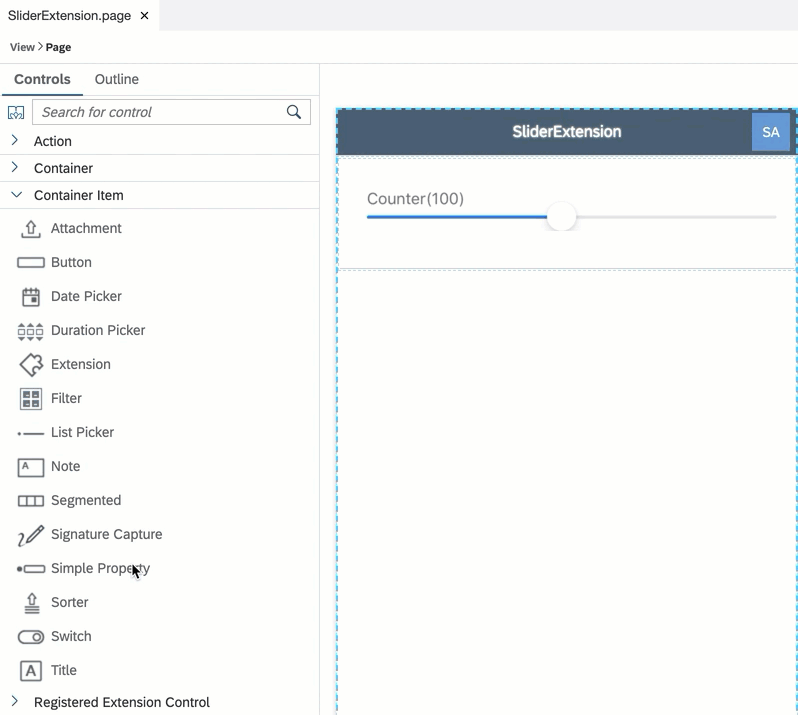 SliderExtension.page ×
View > Page
Controls Outline
Search for control
Action
Container
Container Item
Attachment
Button
Date Picker
Duration Picker
Extension
Filter
List Picker
A Note
Segmented
Signature Capture
Simple Property
Sorter
Switch
A Title
Registered Extension Control
SliderExtension SA
Counter(100)